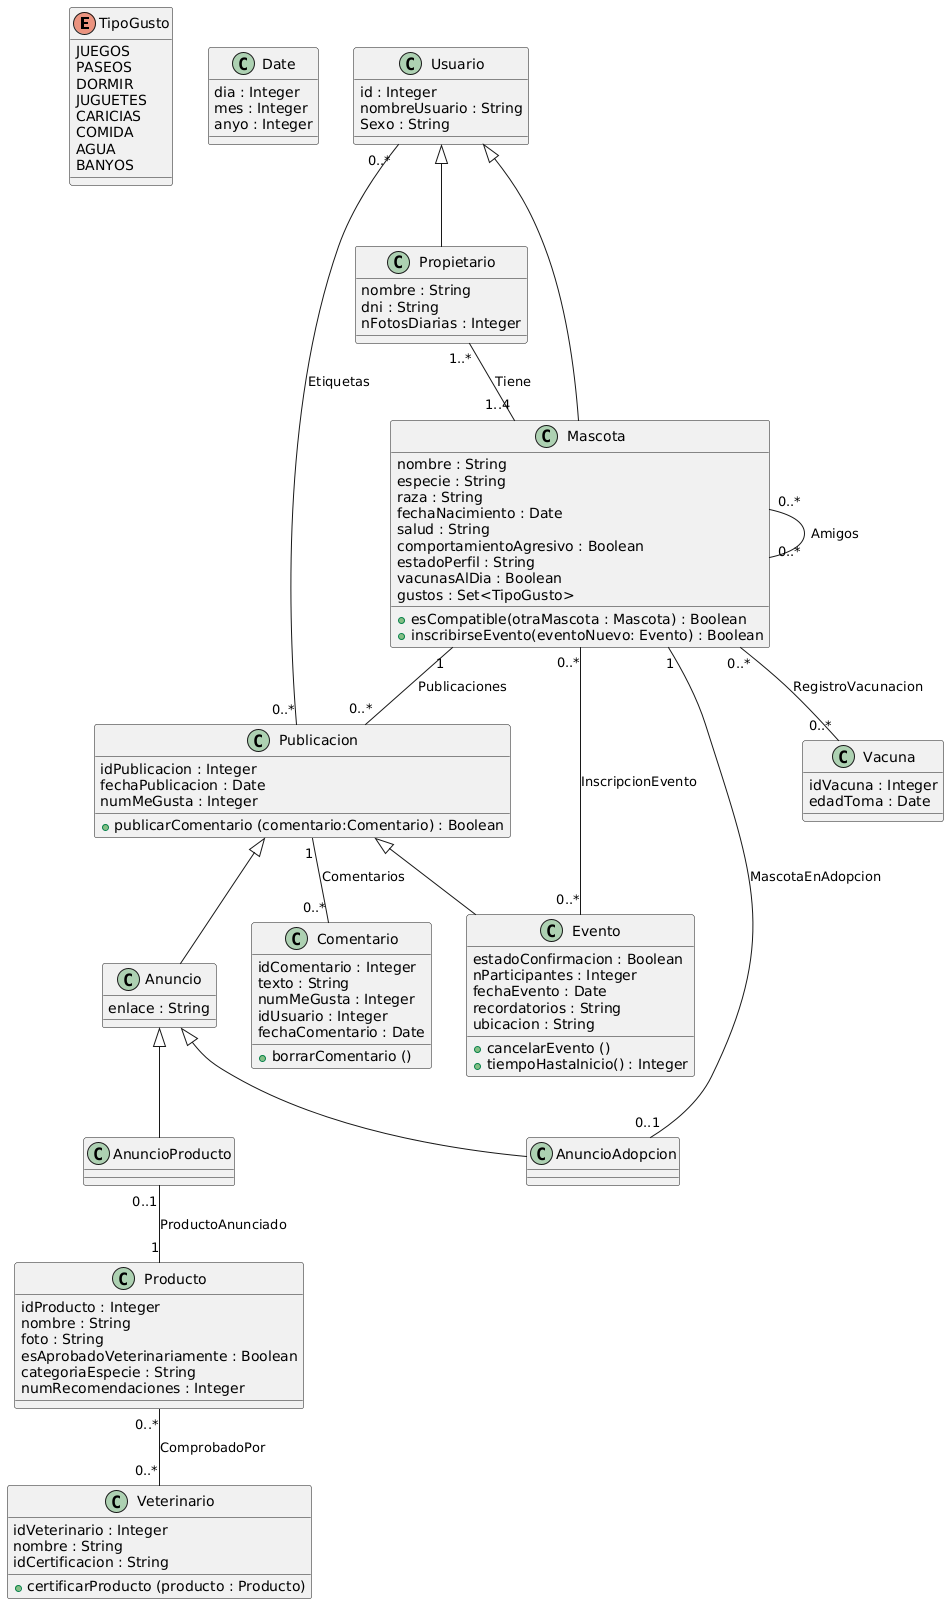 E TipoGusto
JUEGOS
PASEOS
DORMIR
JUGUETES
CARICIAS
COMIDA
AGUA
BANYOS
C Date
dia : Integer
mes : Integer
anyo : Integer
C Usuario
id : Integer
nombreUsuario : String
Sexo : String
0..*
C Propietario
nombre : String
dni : String
nFotosDiarias : Integer
1..*
Etiquetas
Tiene
1..4
C Mascota
nombre : String
especie : String
raza : String
fechaNacimiento : Date
salud : String
comportamientoAgresivo : Boolean
estadoPerfil : String
vacunasAlDia : Boolean
gustos : Set<TipoGusto>
esCompatible(otraMascota : Mascota) : Boolean
inscribirseEvento(eventoNuevo: Evento) : Boolean
0..*
Amigos
0..*
1
0..*
1
0..*
Publicaciones
RegistroVacunacion
0..*
0..*
0..*
C Publicacion
idPublicacion : Integer
fechaPublicacion : Date
numMeGusta : Integer
publicarComentario (comentario:Comentario) : Boolean
InscripcionEvento
C Vacuna
idVacuna : Integer
edadToma : Date
1
Comentarios
MascotaEnAdopcion
0..*
0..*
C Comentario
idComentario : Integer
texto : String
numMeGusta : Integer
idUsuario : Integer
fechaComentario : Date
borrarComentario ()
C Evento
estadoConfirmacion : Boolean
nParticipantes : Integer
fechaEvento : Date
recordatorios : String
ubicacion : String
cancelarEvento ()
tiempoHastaInicio() : Integer
C Anuncio
enlace : String
0..1
C AnuncioProducto
C AnuncioAdopcion
0..1
ProductoAnunciado
1
C Producto
idProducto : Integer
nombre : String
foto : String
esAprobadoVeterinariamente : Boolean
categoriaEspecie : String
numRecomendaciones : Integer
0..*
ComprobadoPor
0..*
C Veterinario
idVeterinario : Integer
nombre : String
idCertificacion : String
certificarProducto (producto : Producto)